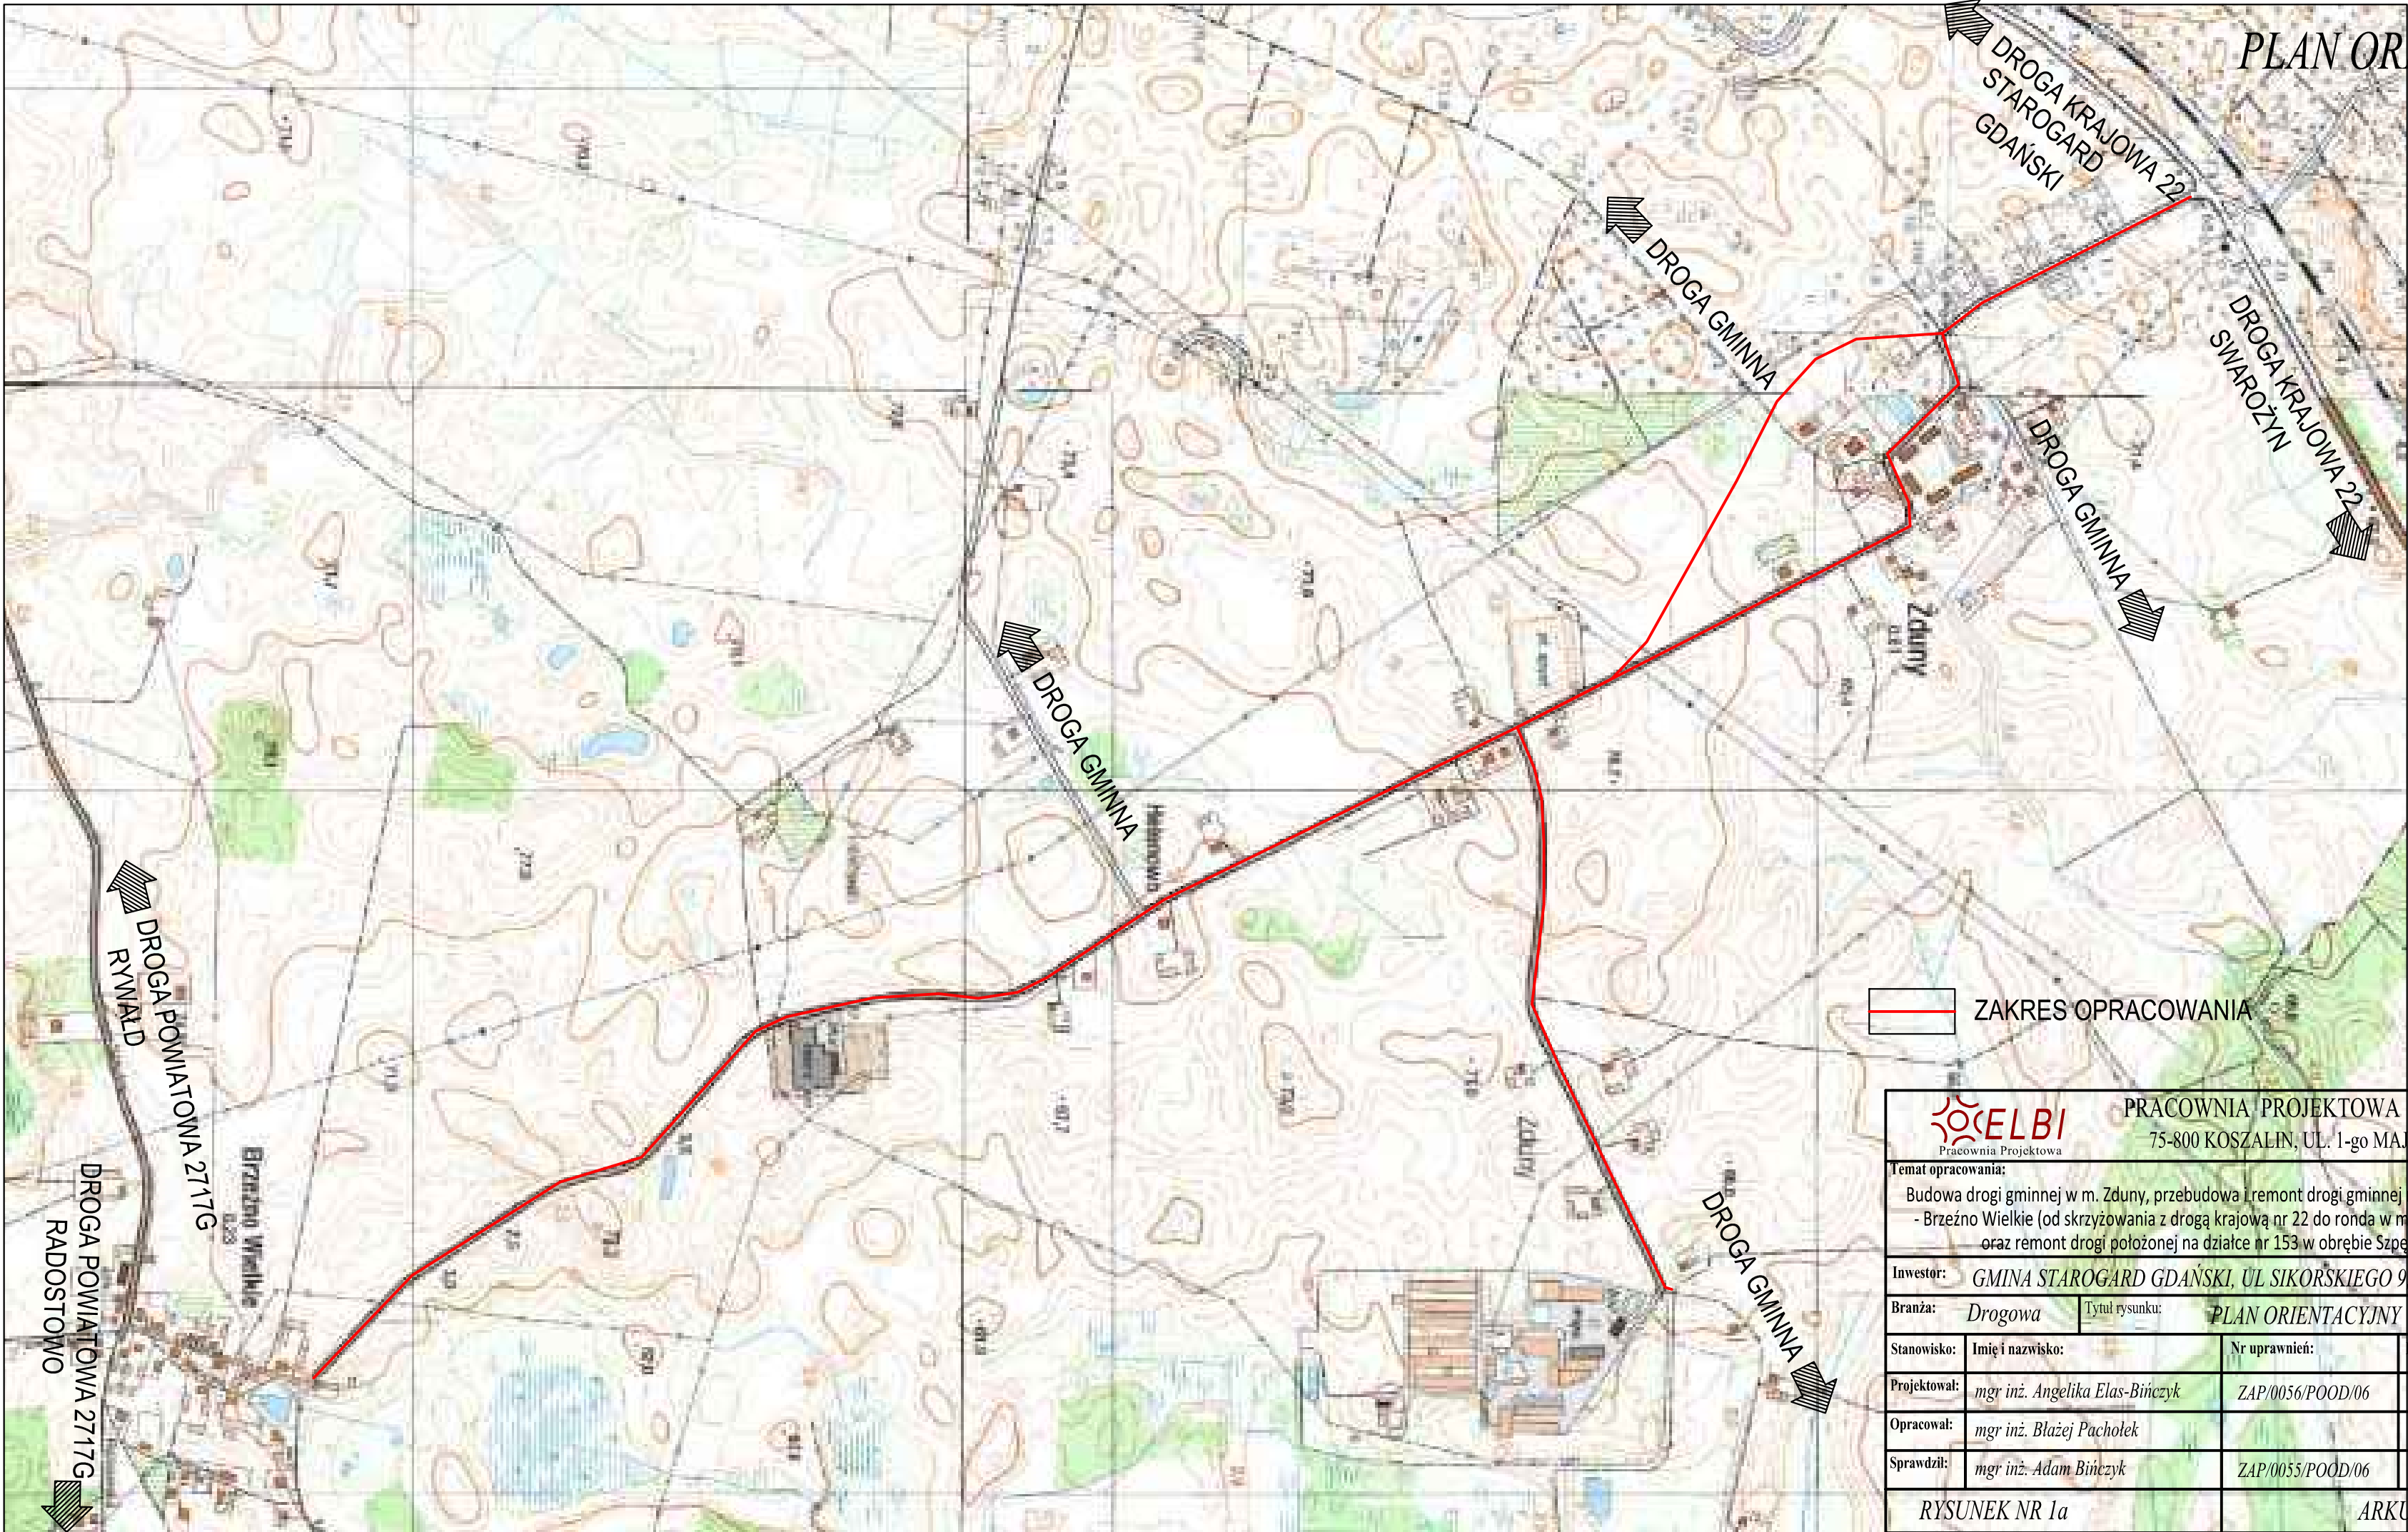 PLAN OR
DROGA KRAJOWA 22
STAROGARD
GDAŃSKI
DROGA GMINNA
DROGA KRAJOWA 22
SWAROŻYN
DROGA GMINNA
Zduny
DROGA GMINNA
DROGA POWIATOWA 2717G
RYWAŁD
ZAKRES OPRACOWANIA
Zduny
Brzeźno Wielkie
DROGA POWIATOWA 2717G
RADOSTOWO
DROGA GMINNA
ELBI
Pracownia Projektowa
PRACOWNIA PROJEKTOWA
75-800 KOSZALIN, UL. 1-go MAJ
Temat opracowania:
Budowa drogi gminnej w m. Zduny, przebudowa i remont drogi gminnej
- Brzeźno Wielkie (od skrzyżowania z drogą krajową nr 22 do ronda w m
oraz remont drogi położonej na działce nr 153 w obrębie Szpę
Inwestor: GMINA STAROGARD GDAŃSKI, UL SIKORSKIEGO 9
Branża: Drogowa Tytuł rysunku: PLAN ORIENTACYJNY
Stanowisko: Imię i nazwisko: Nr uprawnień:
Projektował: mgr inż. Angelika Elas-Bińczyk ZAP/0056/POOD/06
Opracował: mgr inż. Błażej Pachołek
Sprawdził: mgr inż. Adam Bińczyk ZAP/0055/POOD/06
RYSUNEK NR 1a ARKU